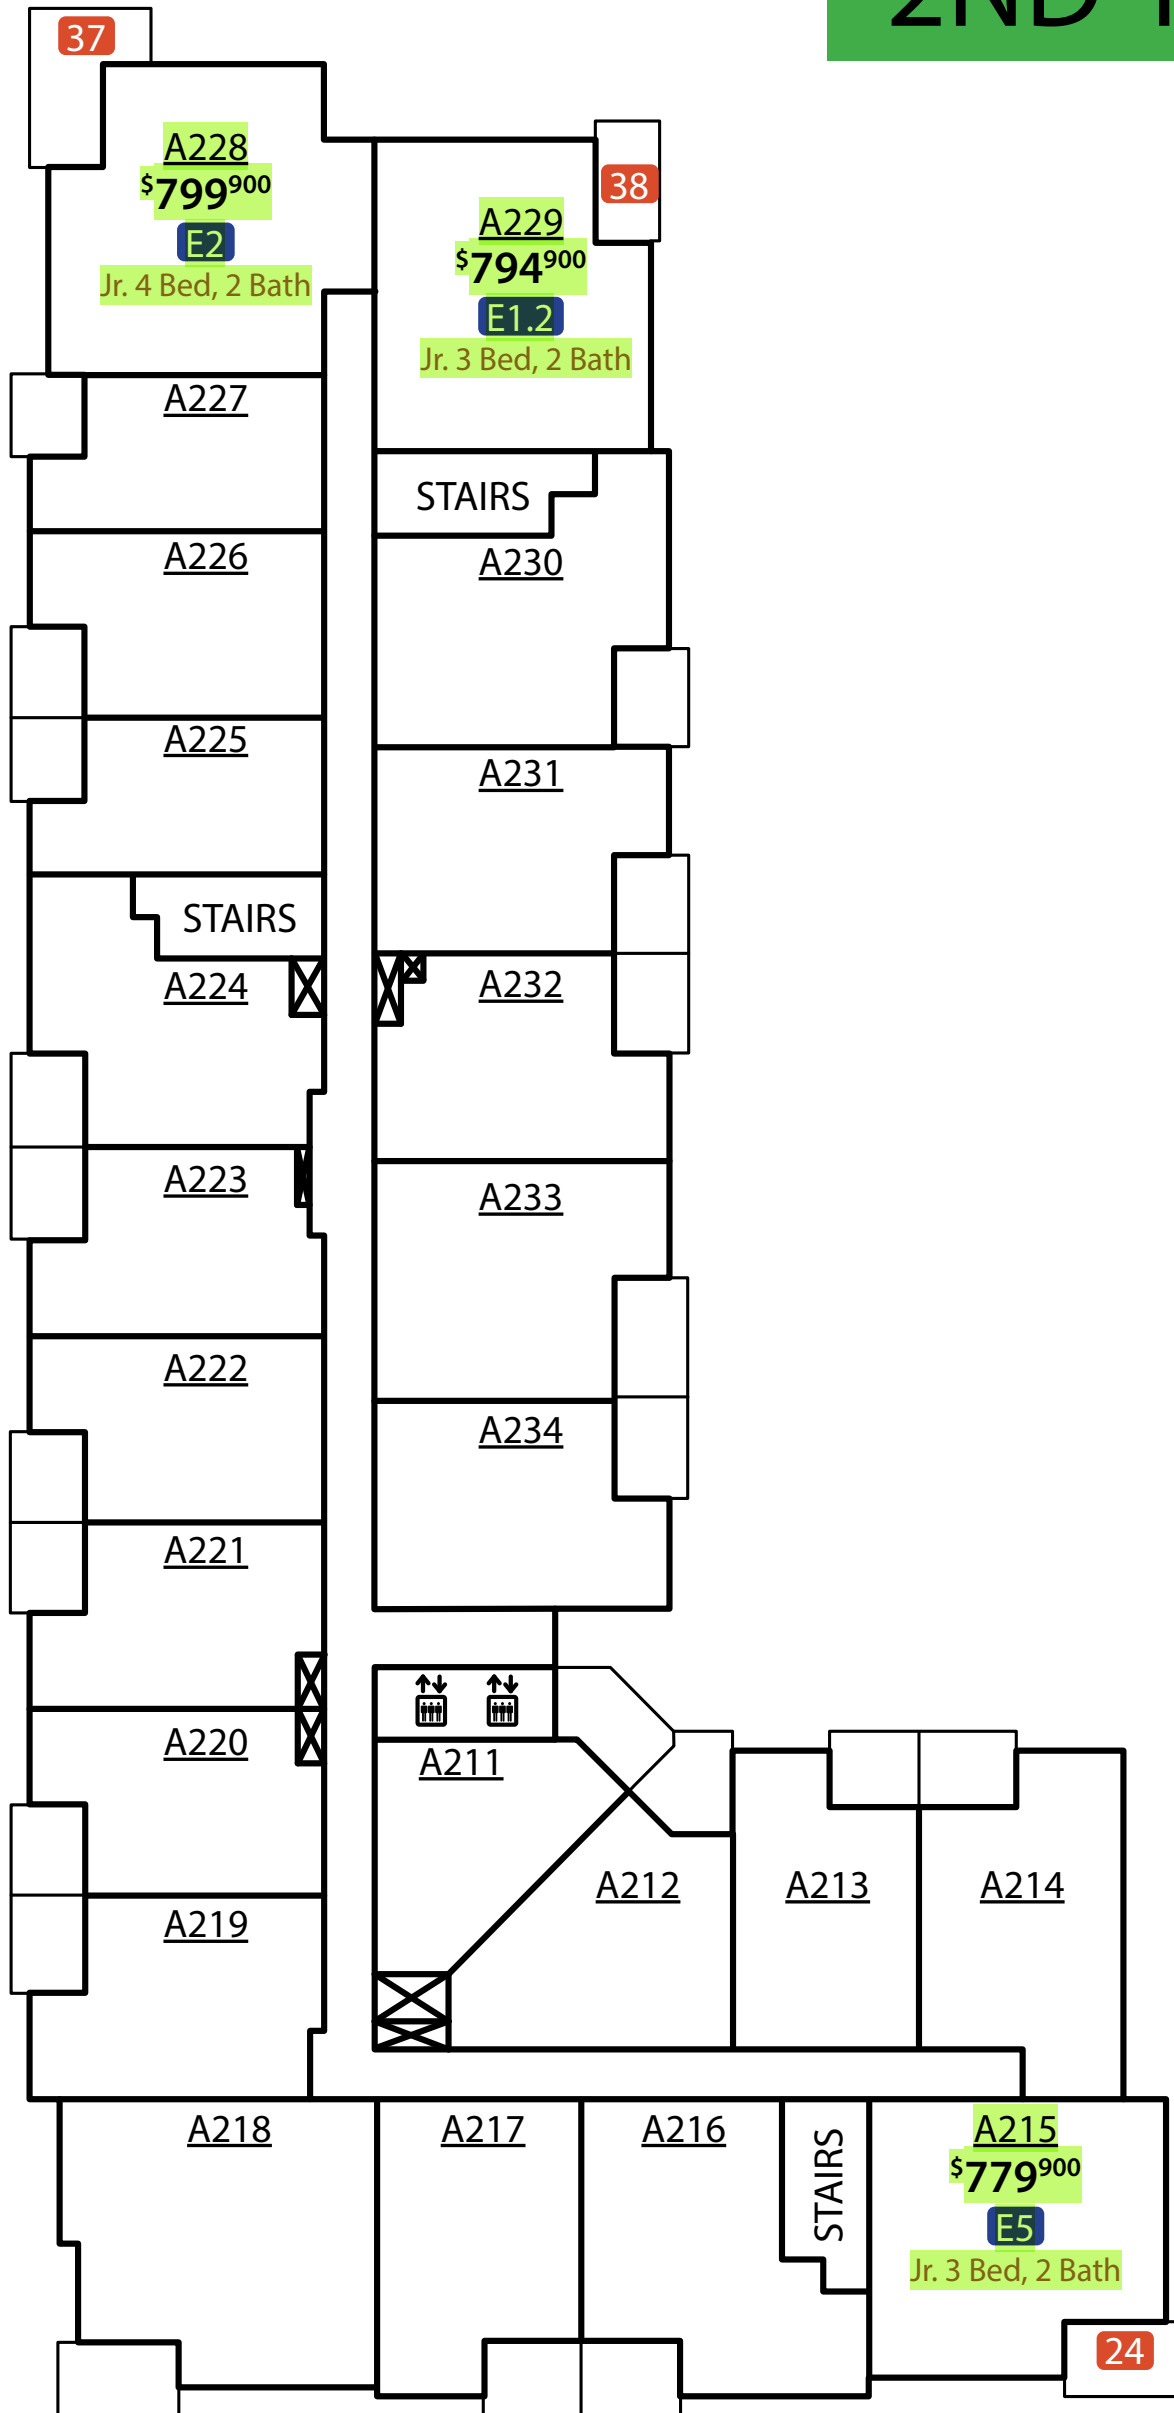 2ND
37
A228
$799900
E2
Jr. 4 Bed, 2 Bath
38
A229
$794900
E1.2
Jr. 3 Bed, 2 Bath
A227
STAIRS
A226
A230
A225
A231
STAIRS
A224
A232
A223
A233
A222
A234
A221
A220
A211
A212
A213
A214
A219
A218
A217
A216
STAIRS
A215
$779900
E5
Jr. 3 Bed, 2 Bath
24